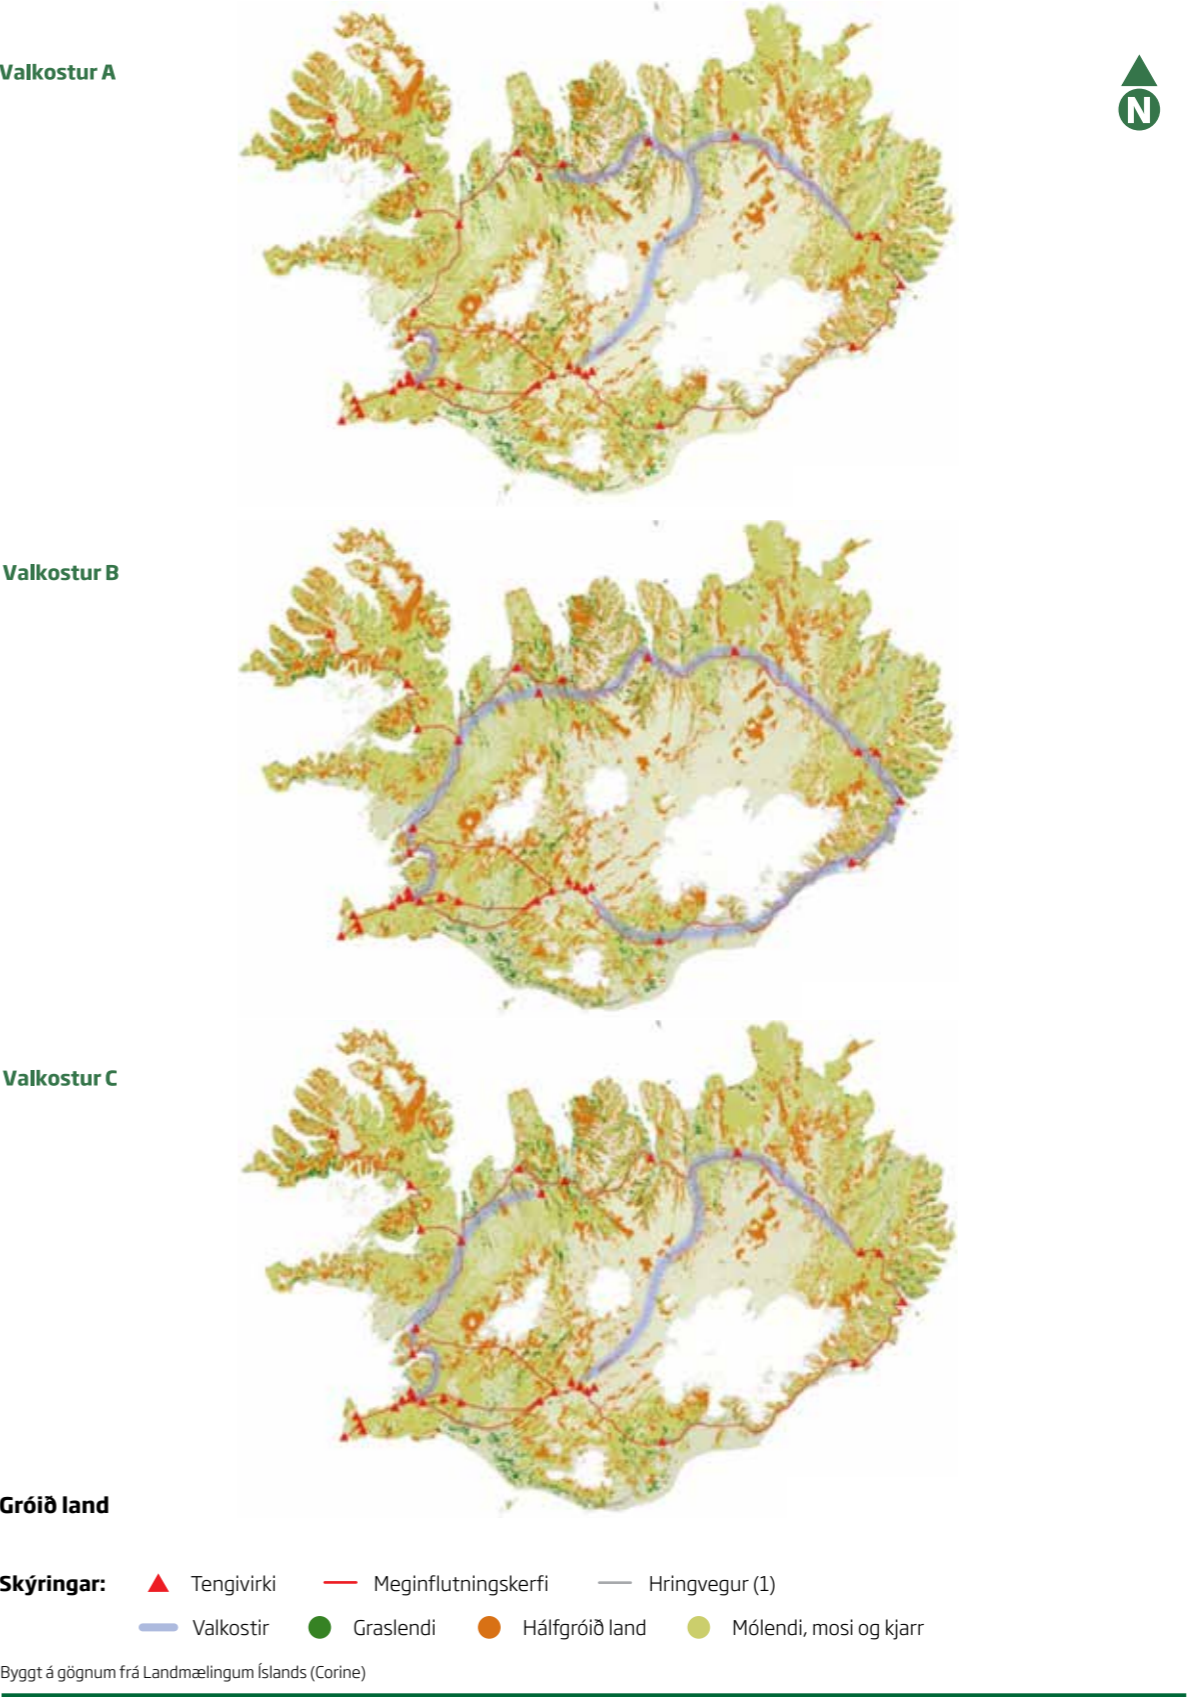 Valkostur A
N
Valkostur B
Valkostur C
Gróið land
Skýringar: Tengivirki Meginflutningskerfi Hringvegur (1)
Valkostir Graslendi Hálfgróið land Mólendi, mosi og kjarr
Byggt á gögnum frá Landmælingum Íslands (Corine)